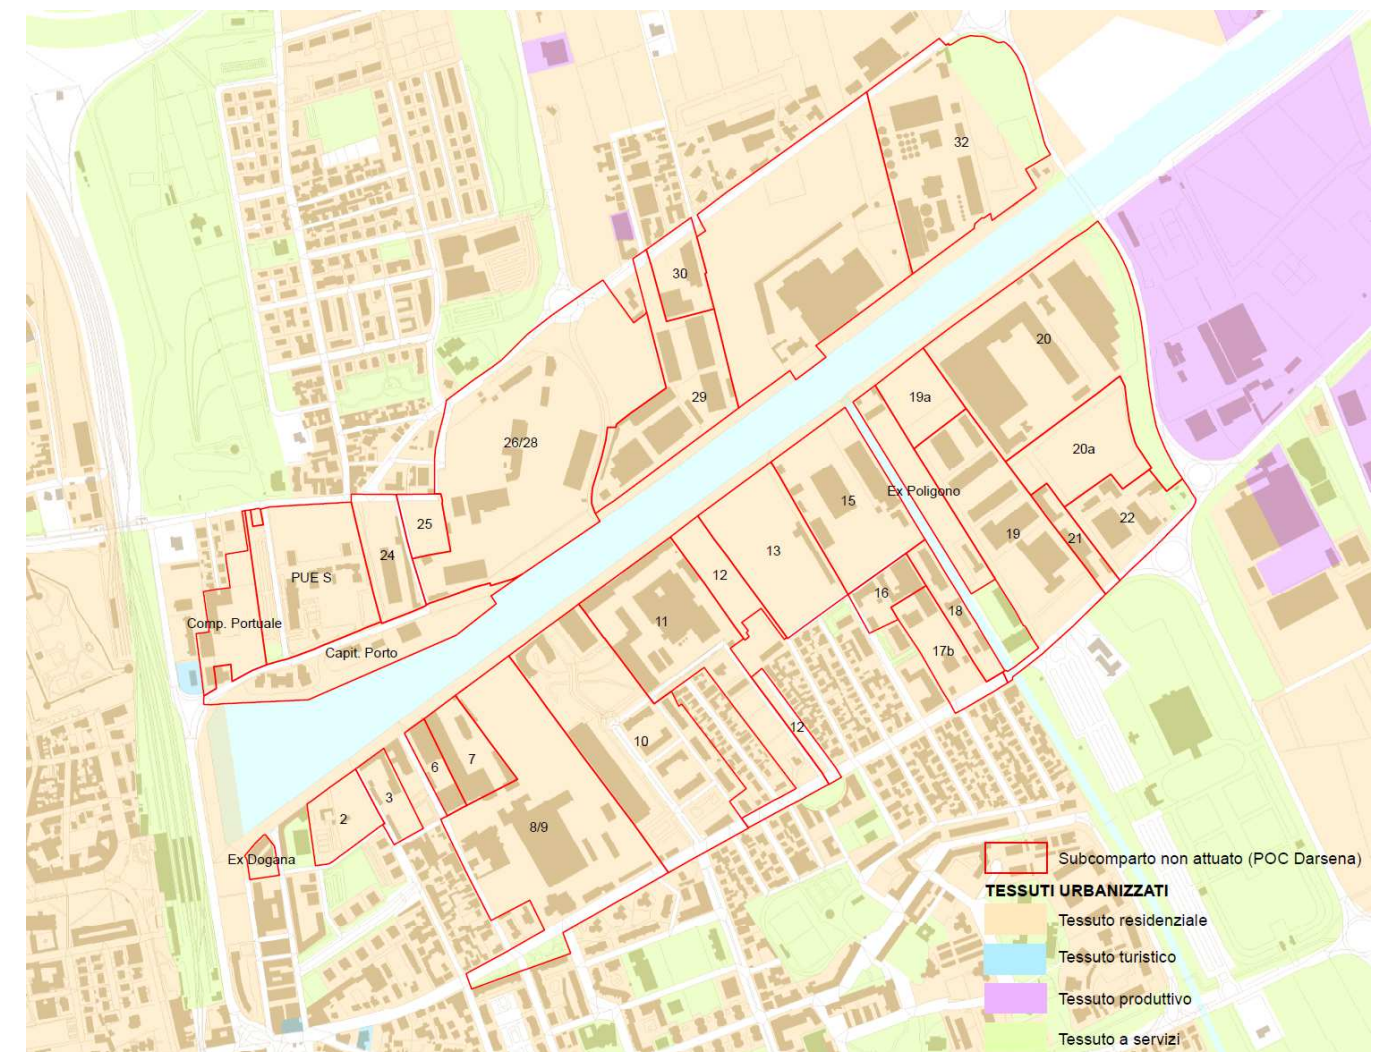 32
30
20
29
19a
26/28
20a
Ex Poligono
15
25
22
19
21
13
24
12
PUE S
16
18
11
Comp. Portuale
Capit. Porto
17b
12
10
7
6
3
2
8/9
Ex Dogana
Subcomparto non attuato (POC Darsena)
TESSUTI URBANIZZATI
Tessuto residenziale
Tessuto turistico
Tessuto produttivo
Tessuto a servizi